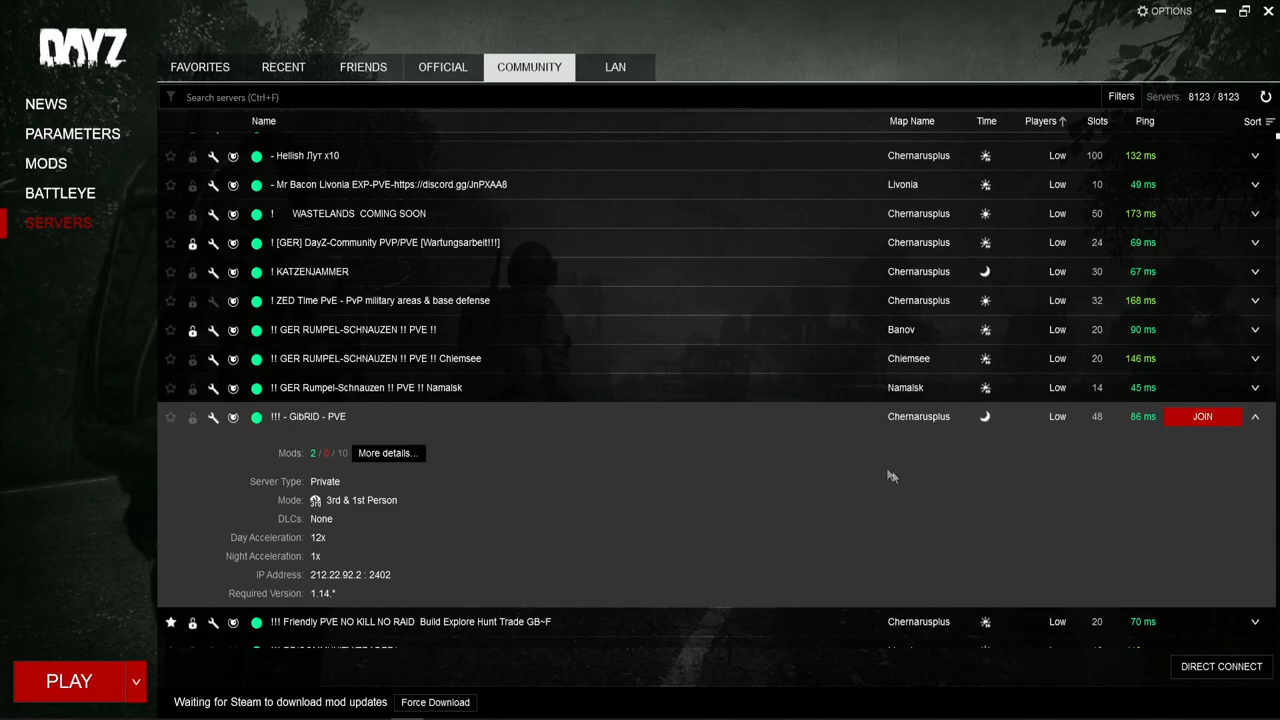 OPTIONS
DAYZ
FAVORITES RECENT FRIENDS OFFICIAL COMMUNITY LAN
NEWS
PARAMETERS
MODS
BATTLEYE
SERVERS
Search servers (Ctrl+F) Filters Servers: 8123 / 8123
Name Map Name Time Players Slots Ping Sort
- Hellish Лут x10 Chernarusplus Low 100 132 ms
- Mr Bacon Livonia EXP-PVE-https://discord.gg/JnPXAA8 Livonia Low 10 49 ms
! WASTELANDS COMING SOON Chernarusplus Low 50 173 ms
! [GER] DayZ-Community PVP/PVE [Wartungsarbeit!!!] Chernarusplus Low 24 69 ms
! KATZENJAMMER Chernarusplus Low 30 67 ms
! ZED TIme PvE - PvP military areas & base defense Chernarusplus Low 32 168 ms
!! GER RUMPEL-SCHNAUZEN !! PVE !! Banov Low 20 90 ms
!! GER RUMPEL-SCHNAUZEN !! PVE !! Chiemsee Chiemsee Low 20 146 ms
!! GER Rumpel-Schnauzen !! PVE !! Namalsk Namalsk Low 14 45 ms
!!! - GibRID - PVE Chernarusplus Low 48 86 ms JOIN
Mods: 2 / 0 / 10 More details...
Server Type: Private
Mode: 3rd & 1st Person
DLCs: None
Day Acceleration: 12x
Night Acceleration: 1x
IP Address: 212.22.92.2 : 2402
Required Version: 1.14.*
!!! Friendly PVE NO KILL NO RAID Build Explore Hunt Trade GB~F Chernarusplus Low 20 70 ms
DIRECT CONNECT
PLAY
Waiting for Steam to download mod updates Force Download